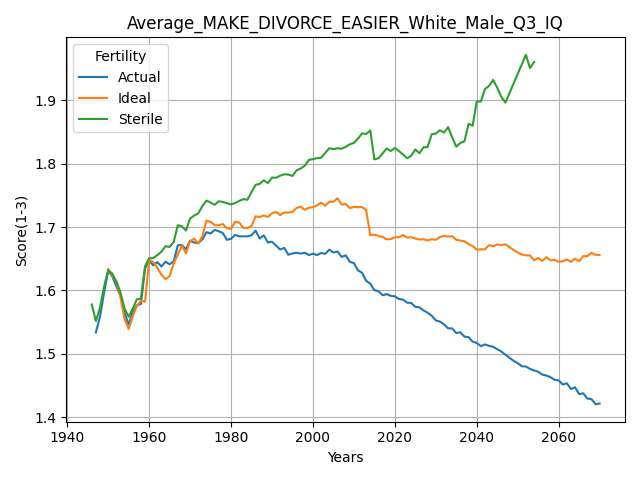 Average_MAKE_DIVORCE_EASIER_White_Male_Q3_IQ
Fertility
Actual
Ideal
Sterile
Score(1-3)
1.9
1.8
1.7
1.6
1.5
1.4
1940 1960 1980 2000 2020 2040 2060
Years